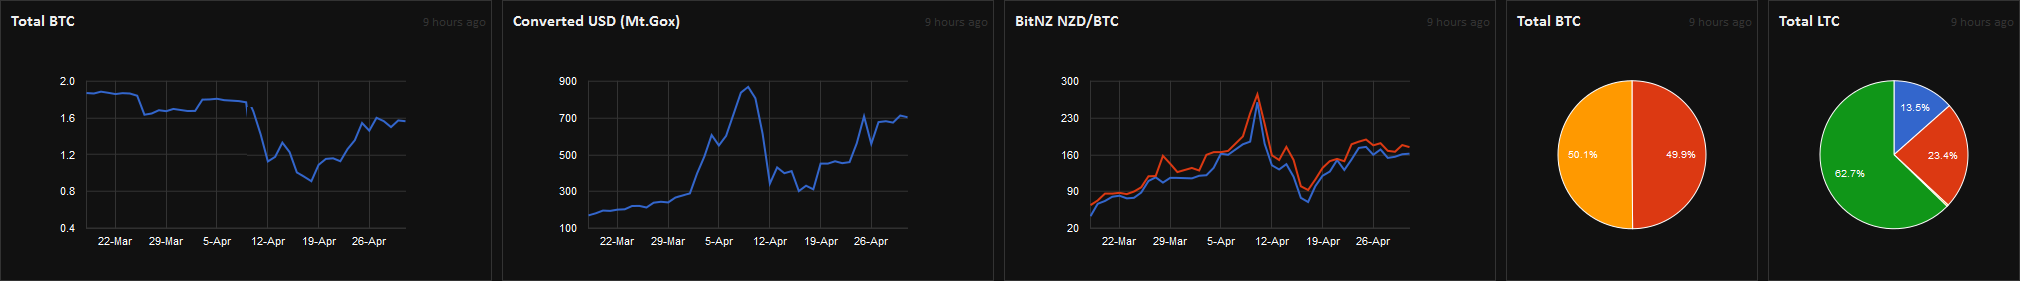 Total BTC
9 hours ago
2.0
1.6
1.2
0.8
0.4
22-Mar 29-Mar 5-Apr 12-Apr 19-Apr 26-Apr
Converted USD (Mt.Gox)
9 hours ago
900
700
500
300
100
22-Mar 29-Mar 5-Apr 12-Apr 19-Apr 26-Apr
BitNZ NZD/BTC
9 hours ago
300
230
160
90
20
22-Mar 29-Mar 5-Apr 12-Apr 19-Apr 26-Apr
Total BTC
9 hours ago
50.1% 49.9%
Total LTC
9 hours ago
13.5%
23.4%
62.7%